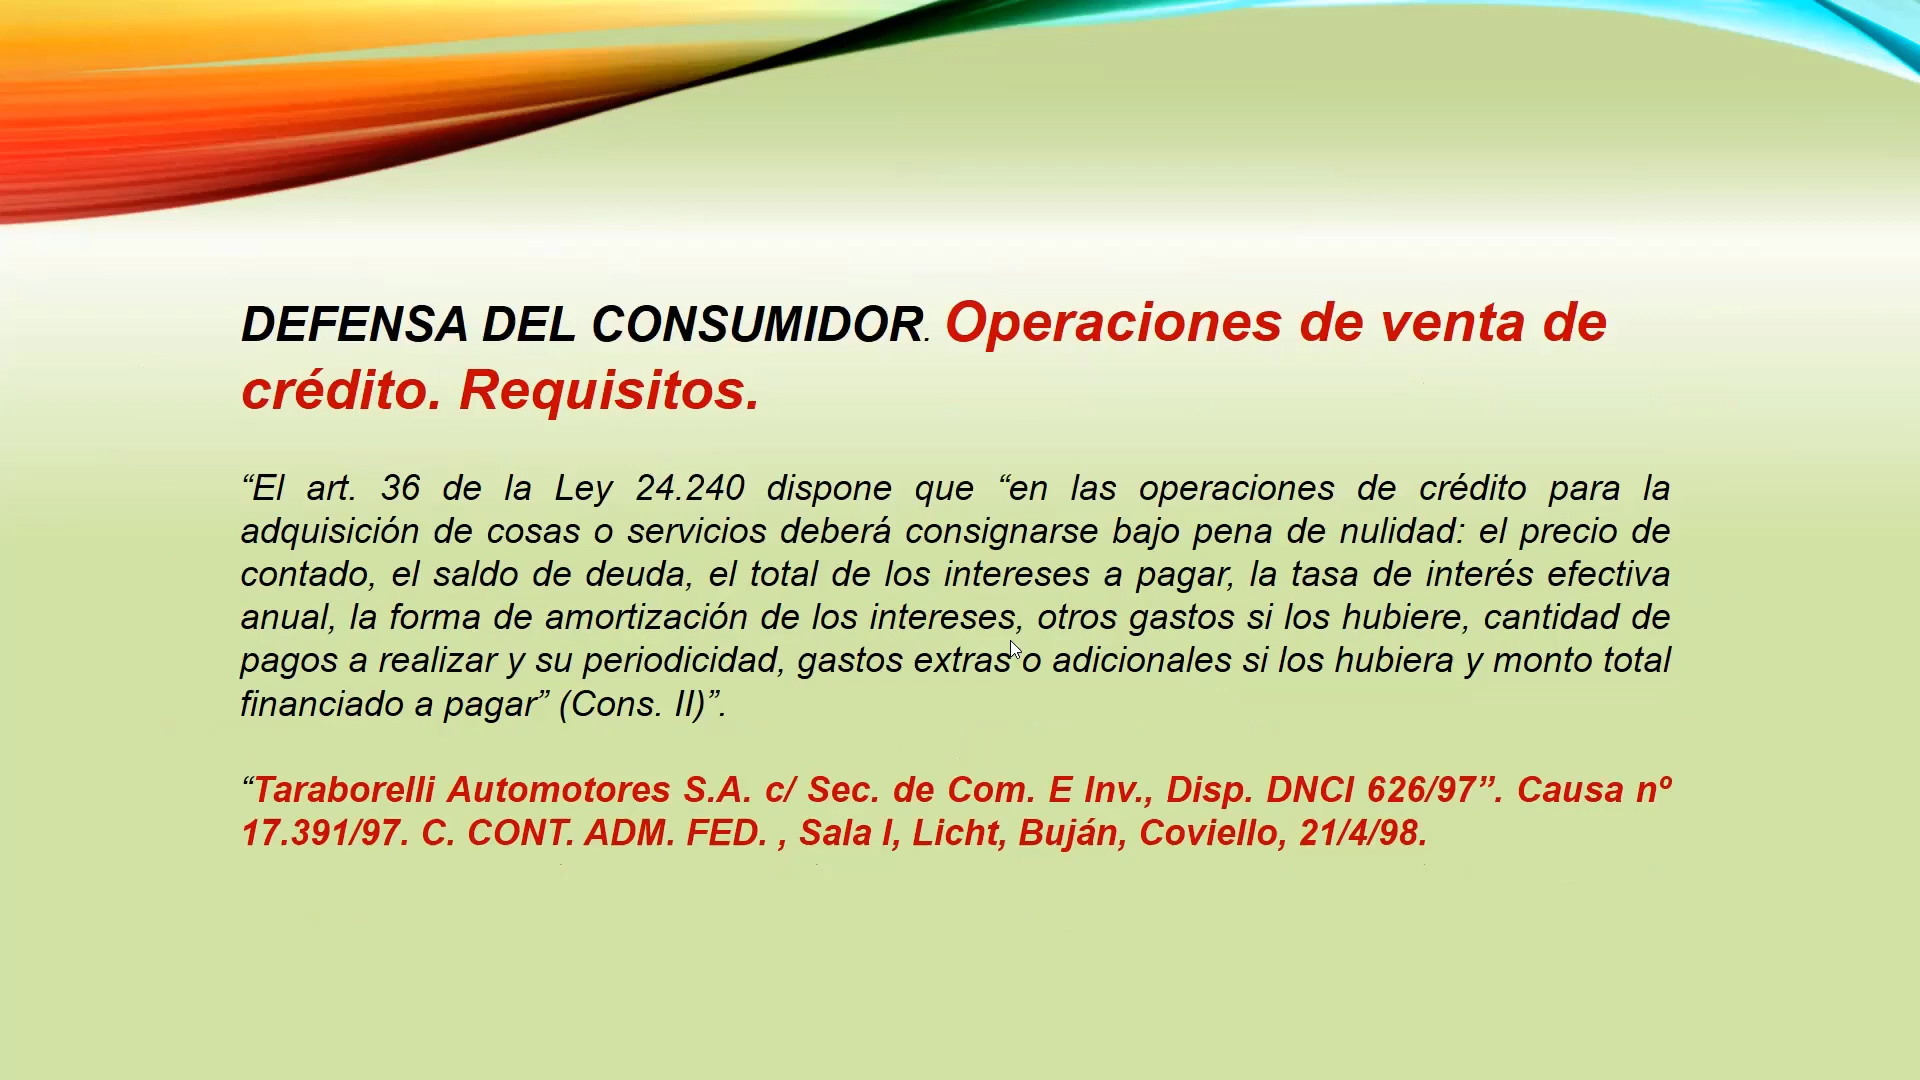 DEFENSA DEL CONSUMIDOR. Operaciones de venta de
crédito. Requisitos.
“El art. 36 de la Ley 24.240 dispone que “en las operaciones de crédito para la
adquisición de cosas o servicios deberá consignarse bajo pena de nulidad: el precio de
contado, el saldo de deuda, el total de los intereses a pagar, la tasa de interés efectiva
anual, la forma de amortización de los intereses, otros gastos si los hubiere, cantidad de
pagos a realizar y su periodicidad, gastos extras o adicionales si los hubiera y monto total
financiado a pagar” (Cons. II)”.
“Taraborelli Automotores S.A. c/ Sec. de Com. E Inv., Disp. DNCI 626/97”. Causa nº
17.391/97. C. CONT. ADM. FED. , Sala I, Licht, Buján, Coviello, 21/4/98.